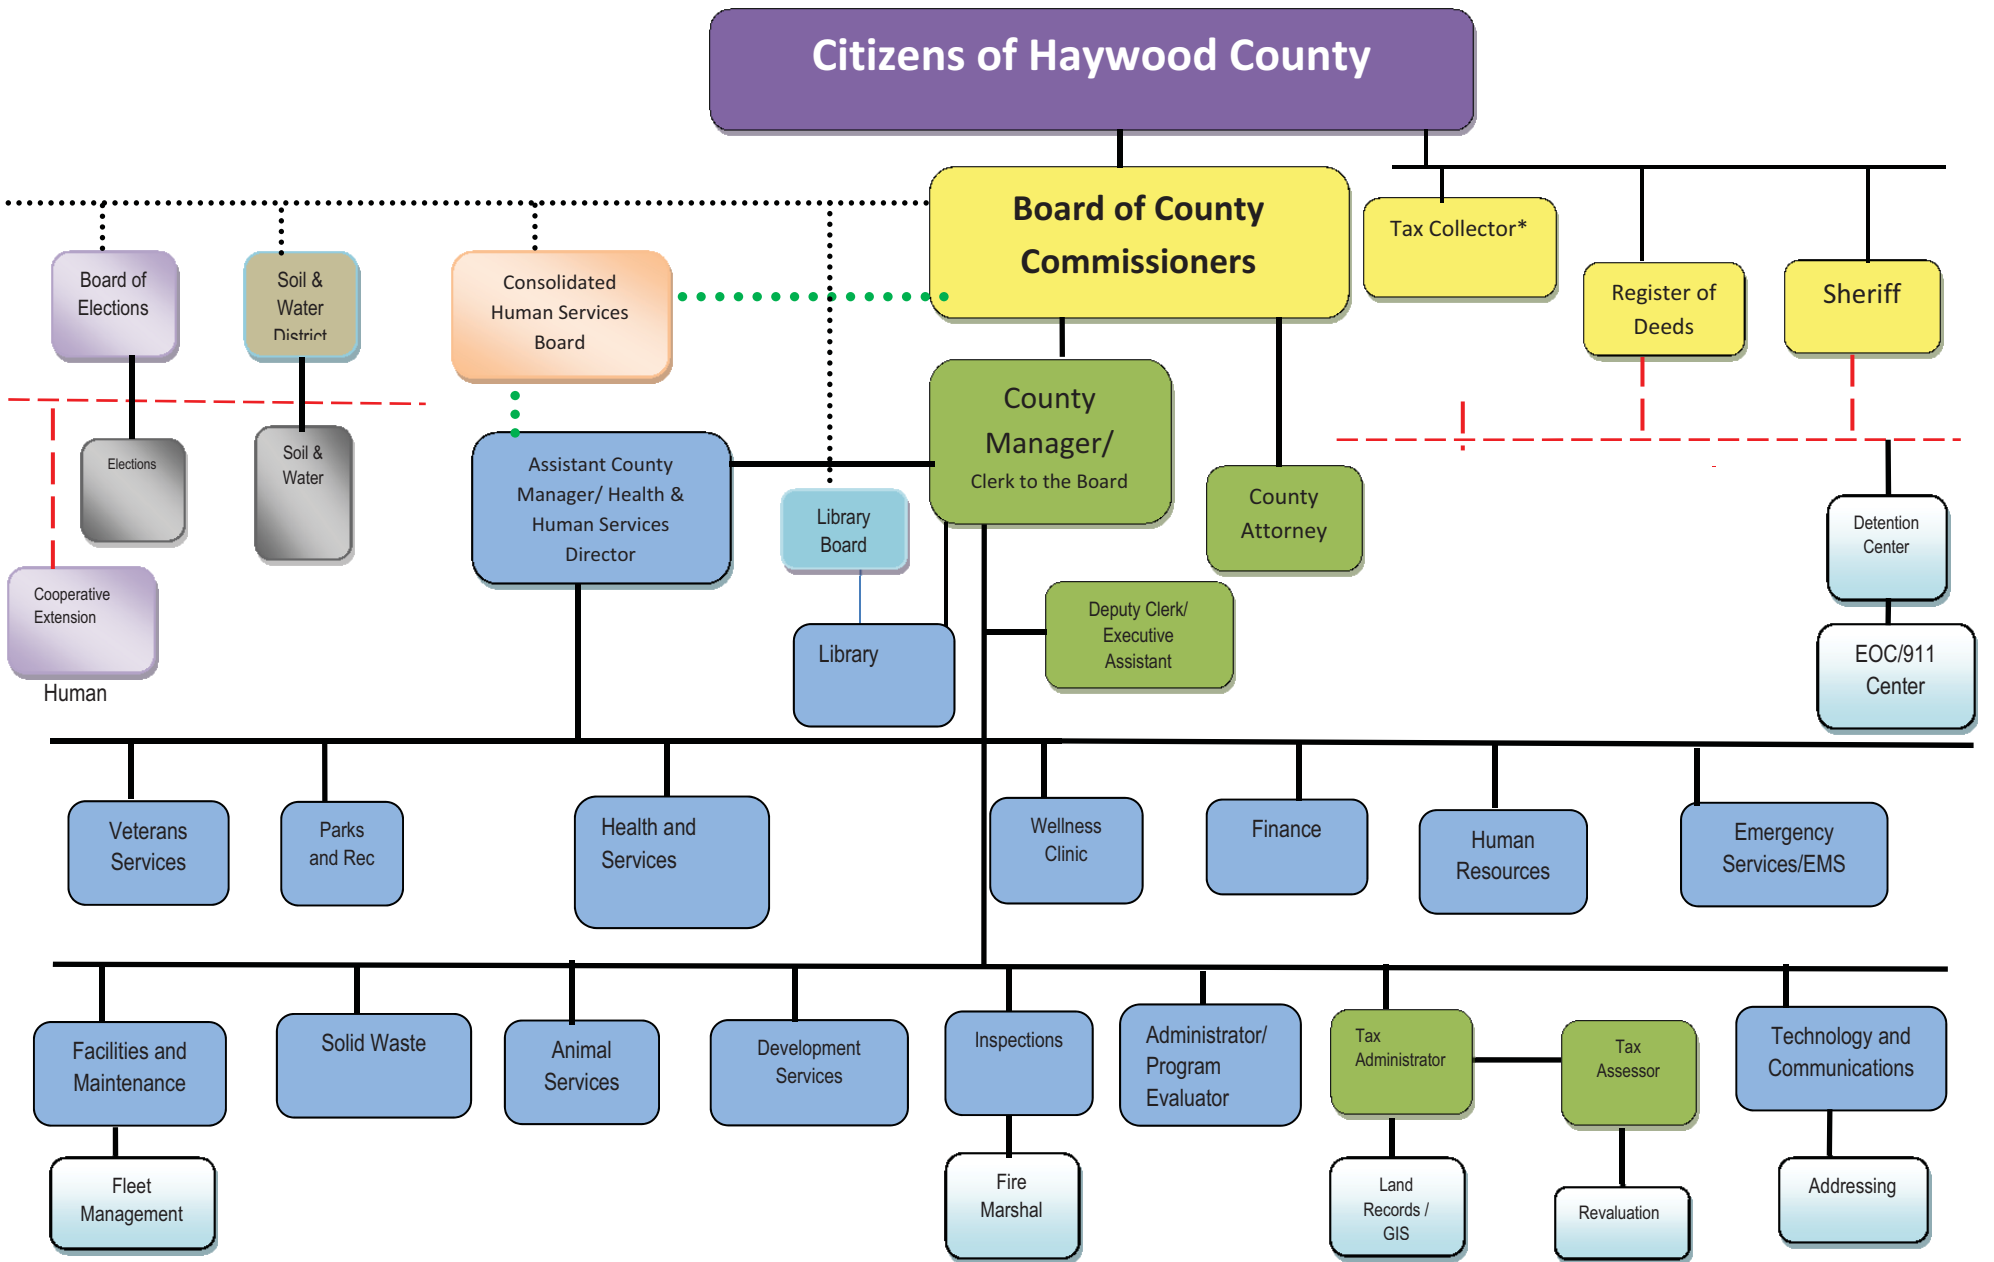 Citizens of Haywood County
Board of County
Commissioners
Tax Collector*
Register of
Deeds
Sheriff
Board of
Elections
Soil &
Water
District
Consolidated
Human Services
Board
County
Manager/
Clerk to the Board
County
Attorney
Elections
Soil &
Water
Assistant County
Manager/ Health &
Human Services
Director
Library
Board
Detention
Center
Cooperative
Extension
Human
Library
Deputy Clerk/
Executive
Assistant
EOC/911
Center
Veterans
Services
Parks
and Rec
Health and
Services
Wellness
Clinic
Finance
Human
Resources
Emergency
Services/EMS
Facilities and
Maintenance
Solid Waste
Animal
Services
Development
Services
Inspections
Administrator/
Program
Evaluator
Tax
Administrator
Tax
Assessor
Technology and
Communications
Fleet
Management
Fire
Marshal
Land
Records /
GIS
Revaluation
Addressing